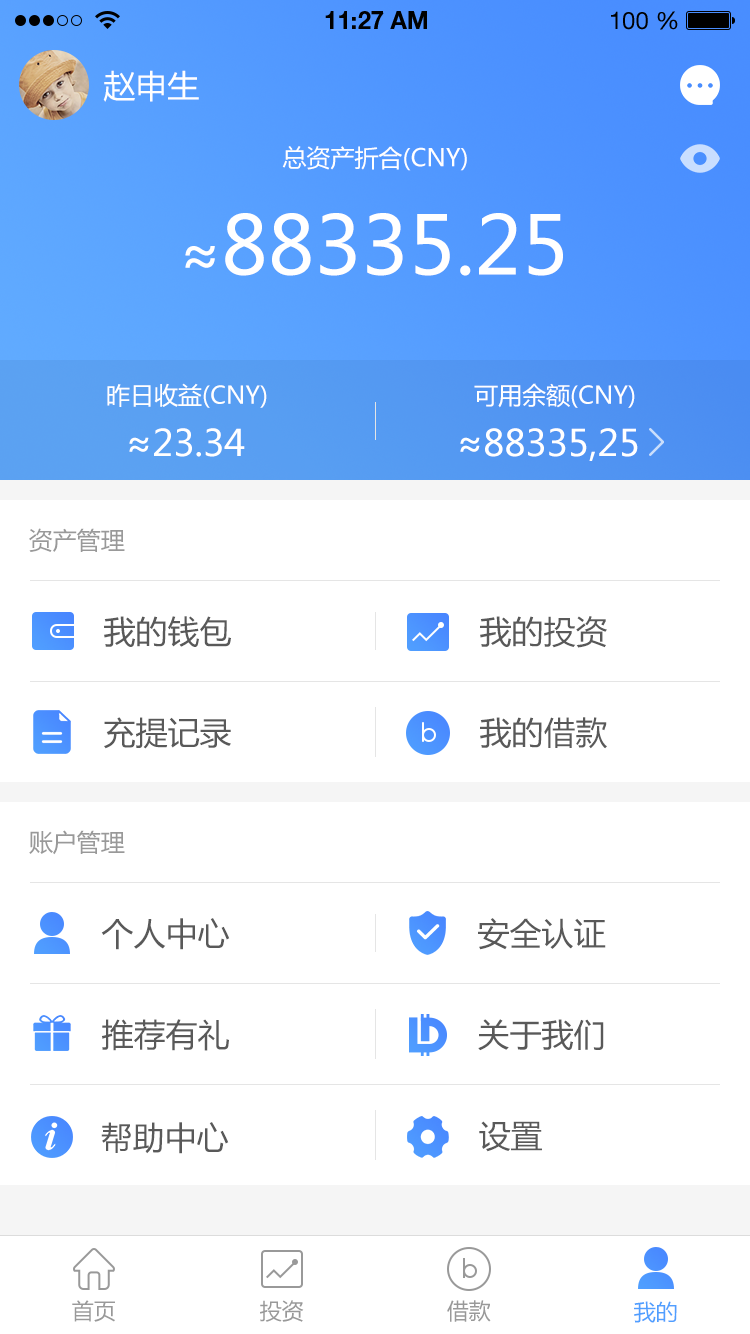 11:27 AM 100 %
赵申生
总资产折合(CNY)
≈88335.25
昨日收益(CNY) 可用余额(CNY)
≈23.34 ≈88335,25
资产管理
我的钱包 我的投资
充提记录 我的借款
账户管理
个人中心 安全认证
推荐有礼 关于我们
帮助中心 设置
首页 投资 借款 我的